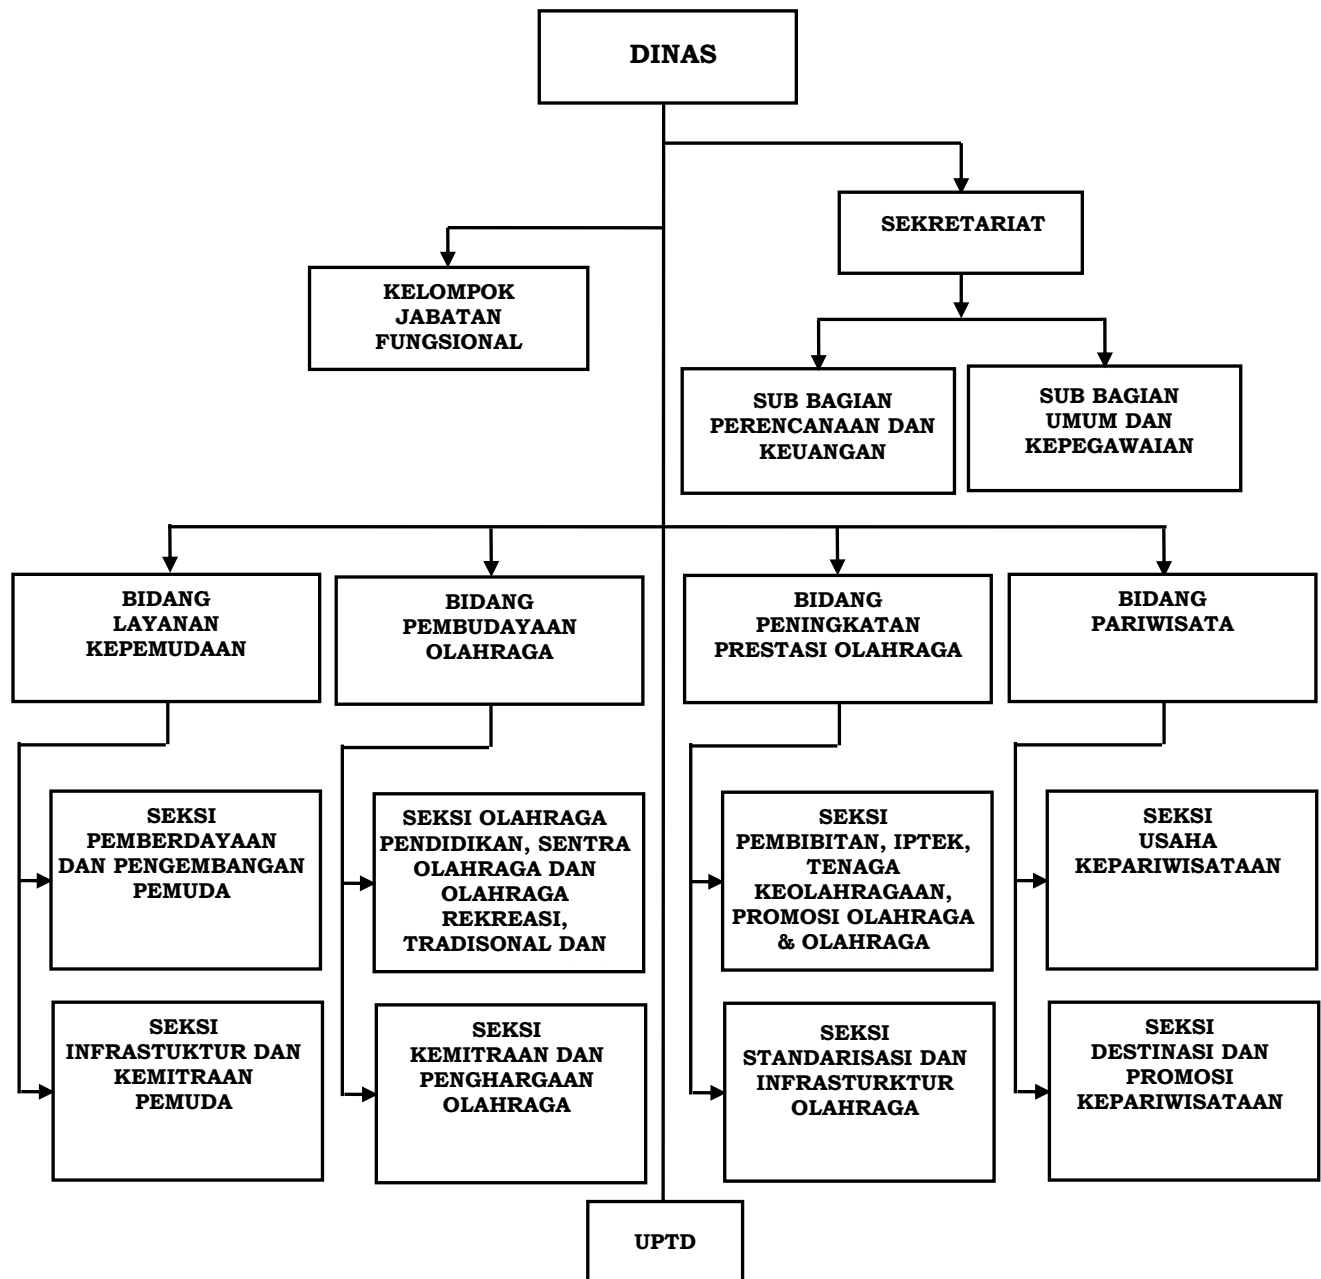 DINAS
SEKRETARIAT
KELOMPOK
JABATAN
FUNGSIONAL
SUB BAGIAN
PERENCANAAN DAN
KEUANGAN
SUB BAGIAN
UMUM DAN
KEPEGAWAIAN
BIDANG
LAYANAN
KEPEMUDAAN
BIDANG
PEMBUDAYAAN
OLAHRAGA
BIDANG
PENINGKATAN
PRESTASI OLAHRAGA
BIDANG
PARIWISATA
SEKSI
PEMBERDAYAAN
DAN PENGEMBANGAN
PEMUDA
SEKSI OLAHRAGA
PENDIDIKAN, SENTRA
OLAHRAGA DAN
OLAHRAGA
REKREASI,
TRADISONAL DAN
SEKSI
PEMBIBITAN, IPTEK,
TENAGA
KEOLAHRAGAAN,
PROMOSI OLAHRAGA
& OLAHRAGA
SEKSI
USAHA
KEPARIWISATAAN
SEKSI
INFRASTUKTUR DAN
KEMITRAAN
PEMUDA
SEKSI
KEMITRAAN DAN
PENGHARGAAN
OLAHRAGA
SEKSI
STANDARISASI DAN
INFRASTURKTUR
OLAHRAGA
SEKSI
DESTINASI DAN
PROMOSI
KEPARIWISATAAN
UPTD